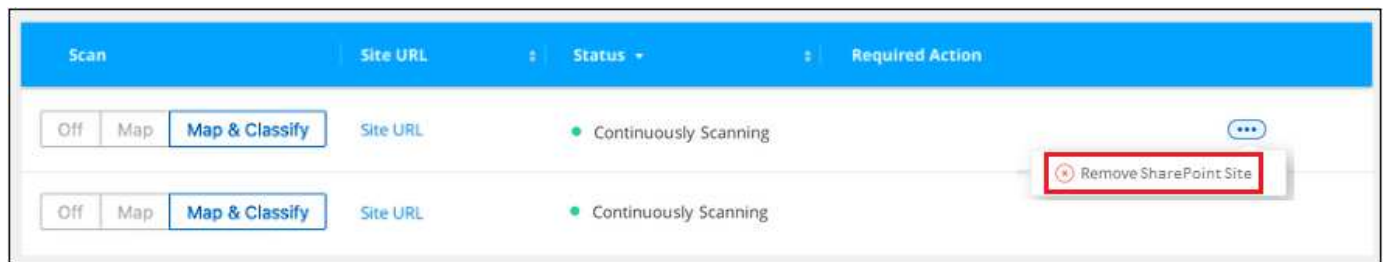 Scan Site URL Status Required Action
Off Map Map & Classify Site URL Continuously Scanning
Remove SharePoint Site
Off Map Map & Classify Site URL Continuously Scanning